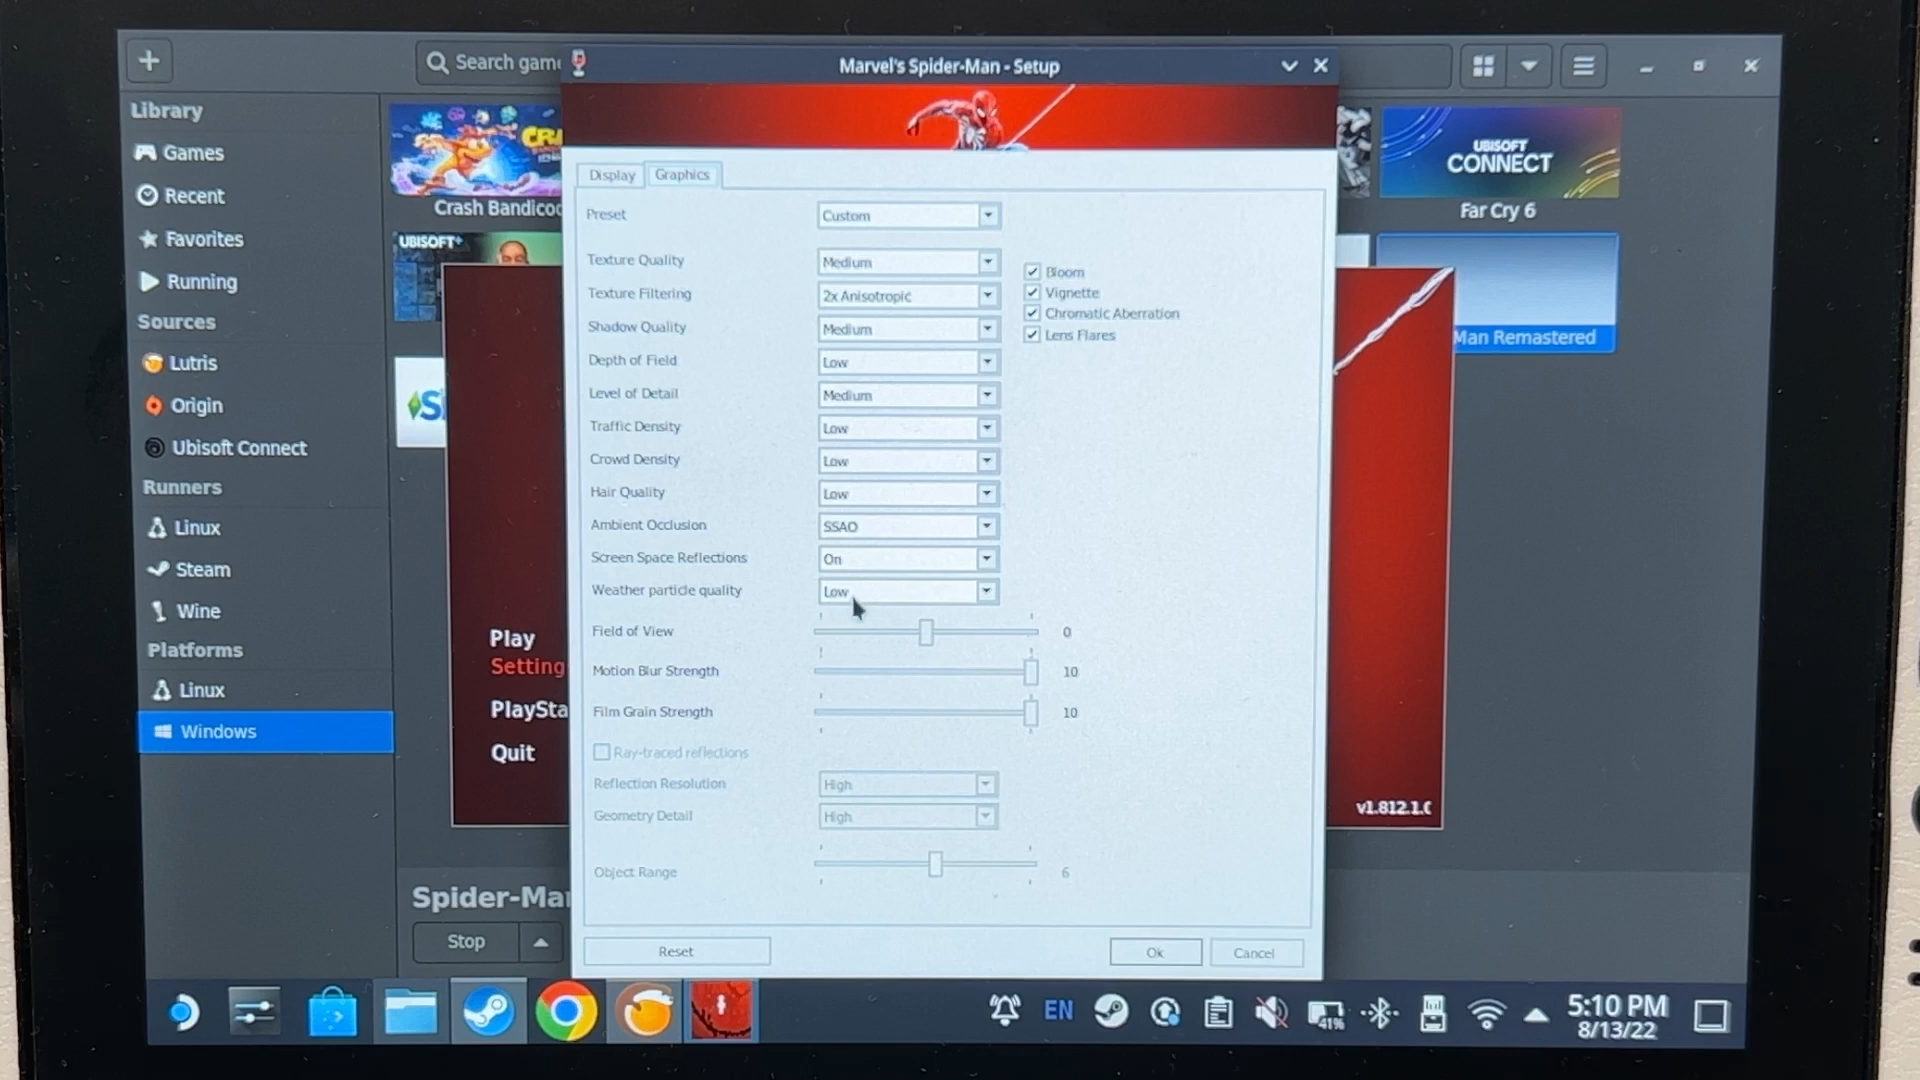 Search game
Marvel's Spider-Man - Setup
Library
Games
Recent
Favorites
Running
Sources
Lutris
Origin
Ubisoft Connect
Runners
Linux
Steam
Wine
Platforms
Linux
Windows
CRA
Crash Bandicoo
UBISOFT+
UBISOFT
CONNECT
Far Cry 6
Man Remastered
Si
Play
Setting
PlaySta
Quit
v1.812.1.0
Display
Graphics
Preset
Custom
Texture Quality
Medium
Texture Filtering
2x Anisotropic
Shadow Quality
Medium
Depth of Field
Low
Level of Detail
Medium
Traffic Density
Low
Crowd Density
Low
Hair Quality
Low
Ambient Occlusion
SSAO
Screen Space Reflections
On
Weather particle quality
Low
Bloom
Vignette
Chromatic Aberration
Lens Flares
Field of View
0
Motion Blur Strength
10
Film Grain Strength
10
Ray-traced reflections
Reflection Resolution
High
Geometry Detail
High
Object Range
6
Reset
Ok
Cancel
Spider-Ma
Stop
EN
41%
5:10 PM
8/13/22